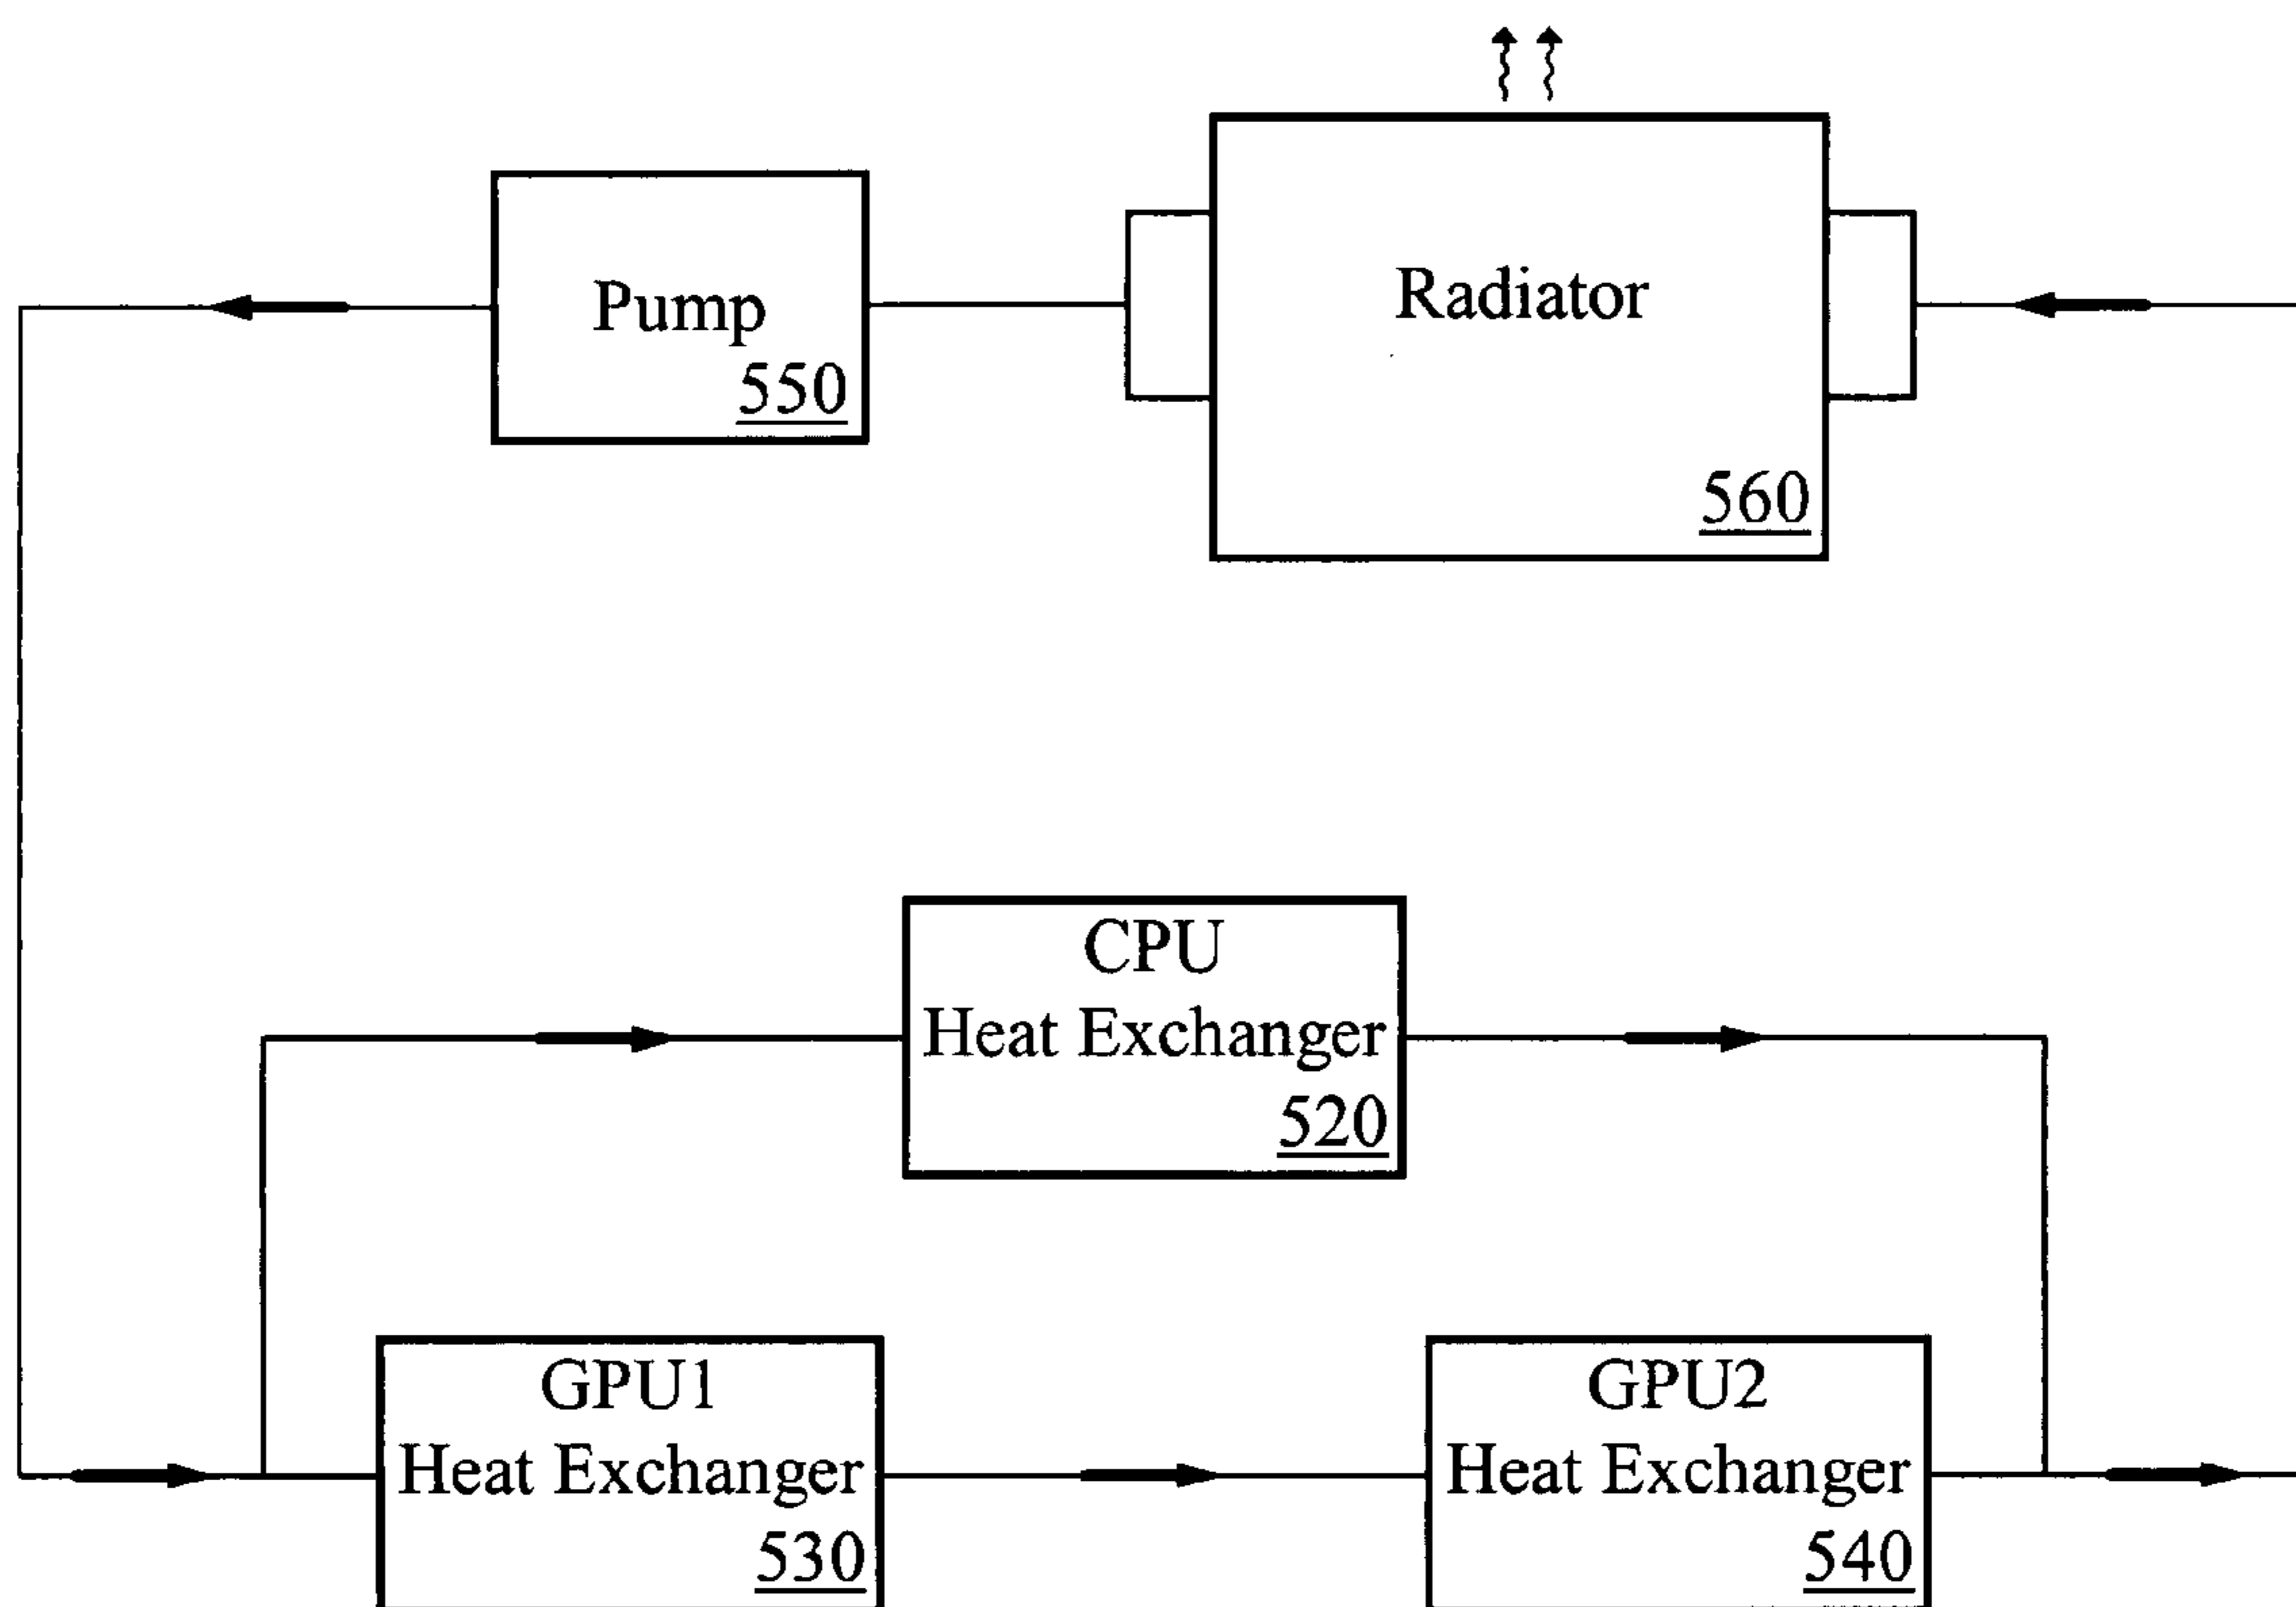 Pump
550
Radiator
560
CPU
Heat Exchanger
520
GPU1
Heat Exchanger
530
GPU2
Heat Exchanger
540